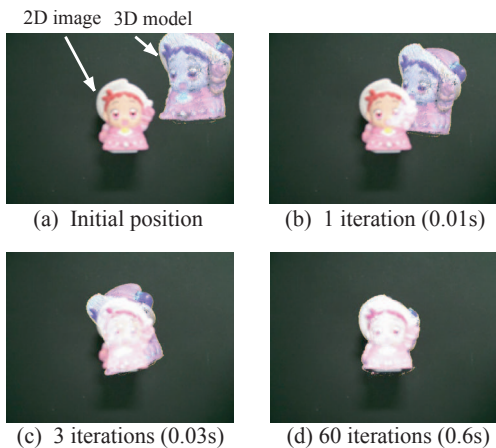 2D image 3D model
(a) Initial position
(b) 1 iteration (0.01s)
(c) 3 iterations (0.03s)
(d) 60 iterations (0.6s)